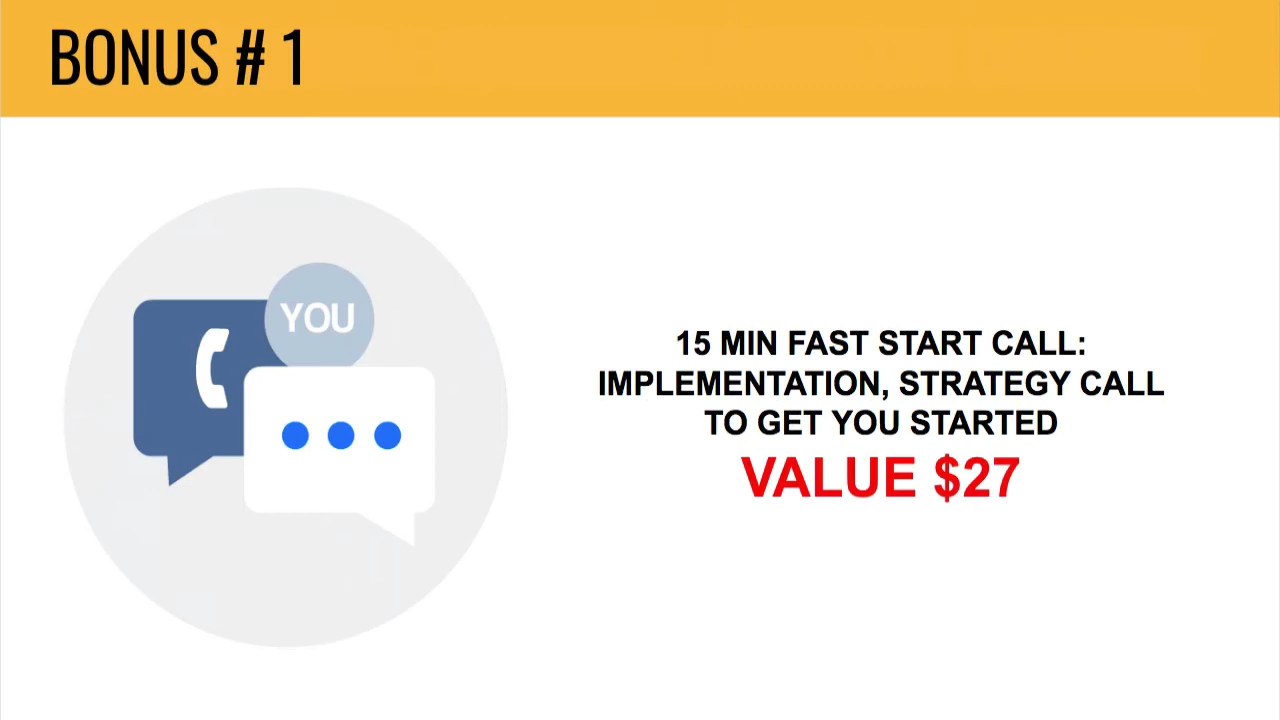 BONUS # 1
YOU
15 MIN FAST START CALL:
IMPLEMENTATION, STRATEGY CALL
TO GET YOU STARTED
VALUE $27